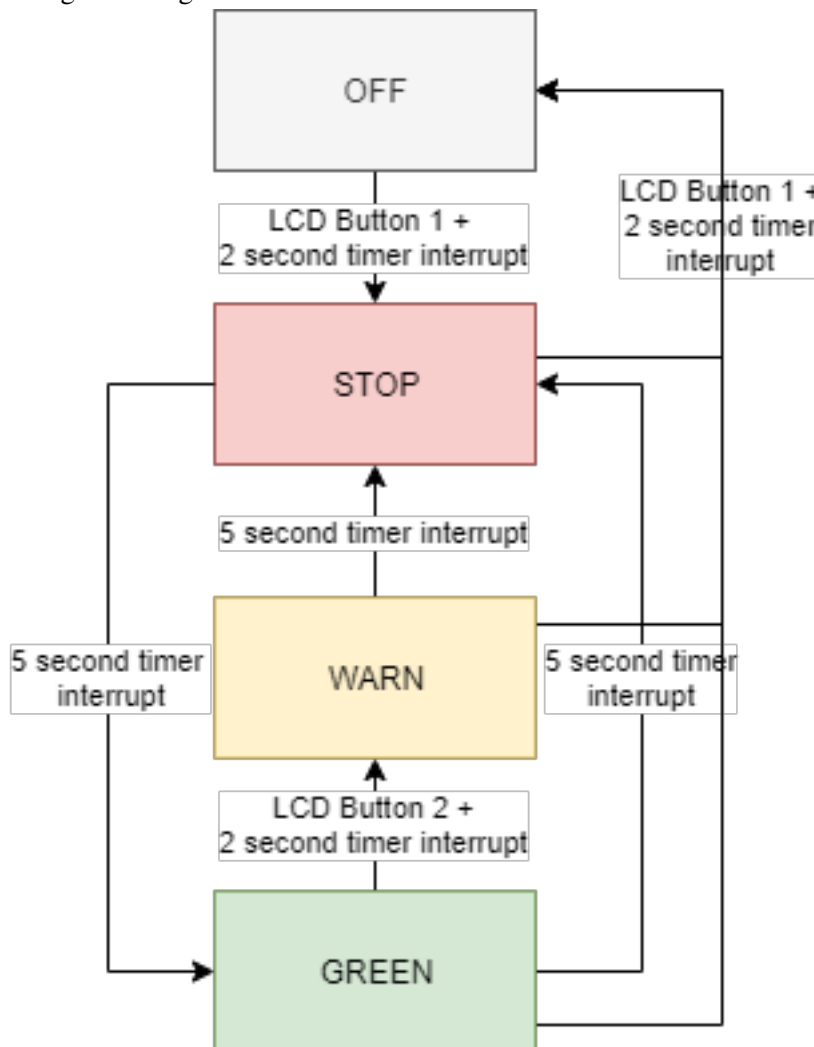 OFF
LCD Button 1 +
2 second timer interrupt
LCD Button 1 +
2 second timer
interrupt
STOP
5 second timer interrupt
5 second timer
interrupt
WARN
5 second timer
interrupt
LCD Button 2 +
2 second timer interrupt
GREEN